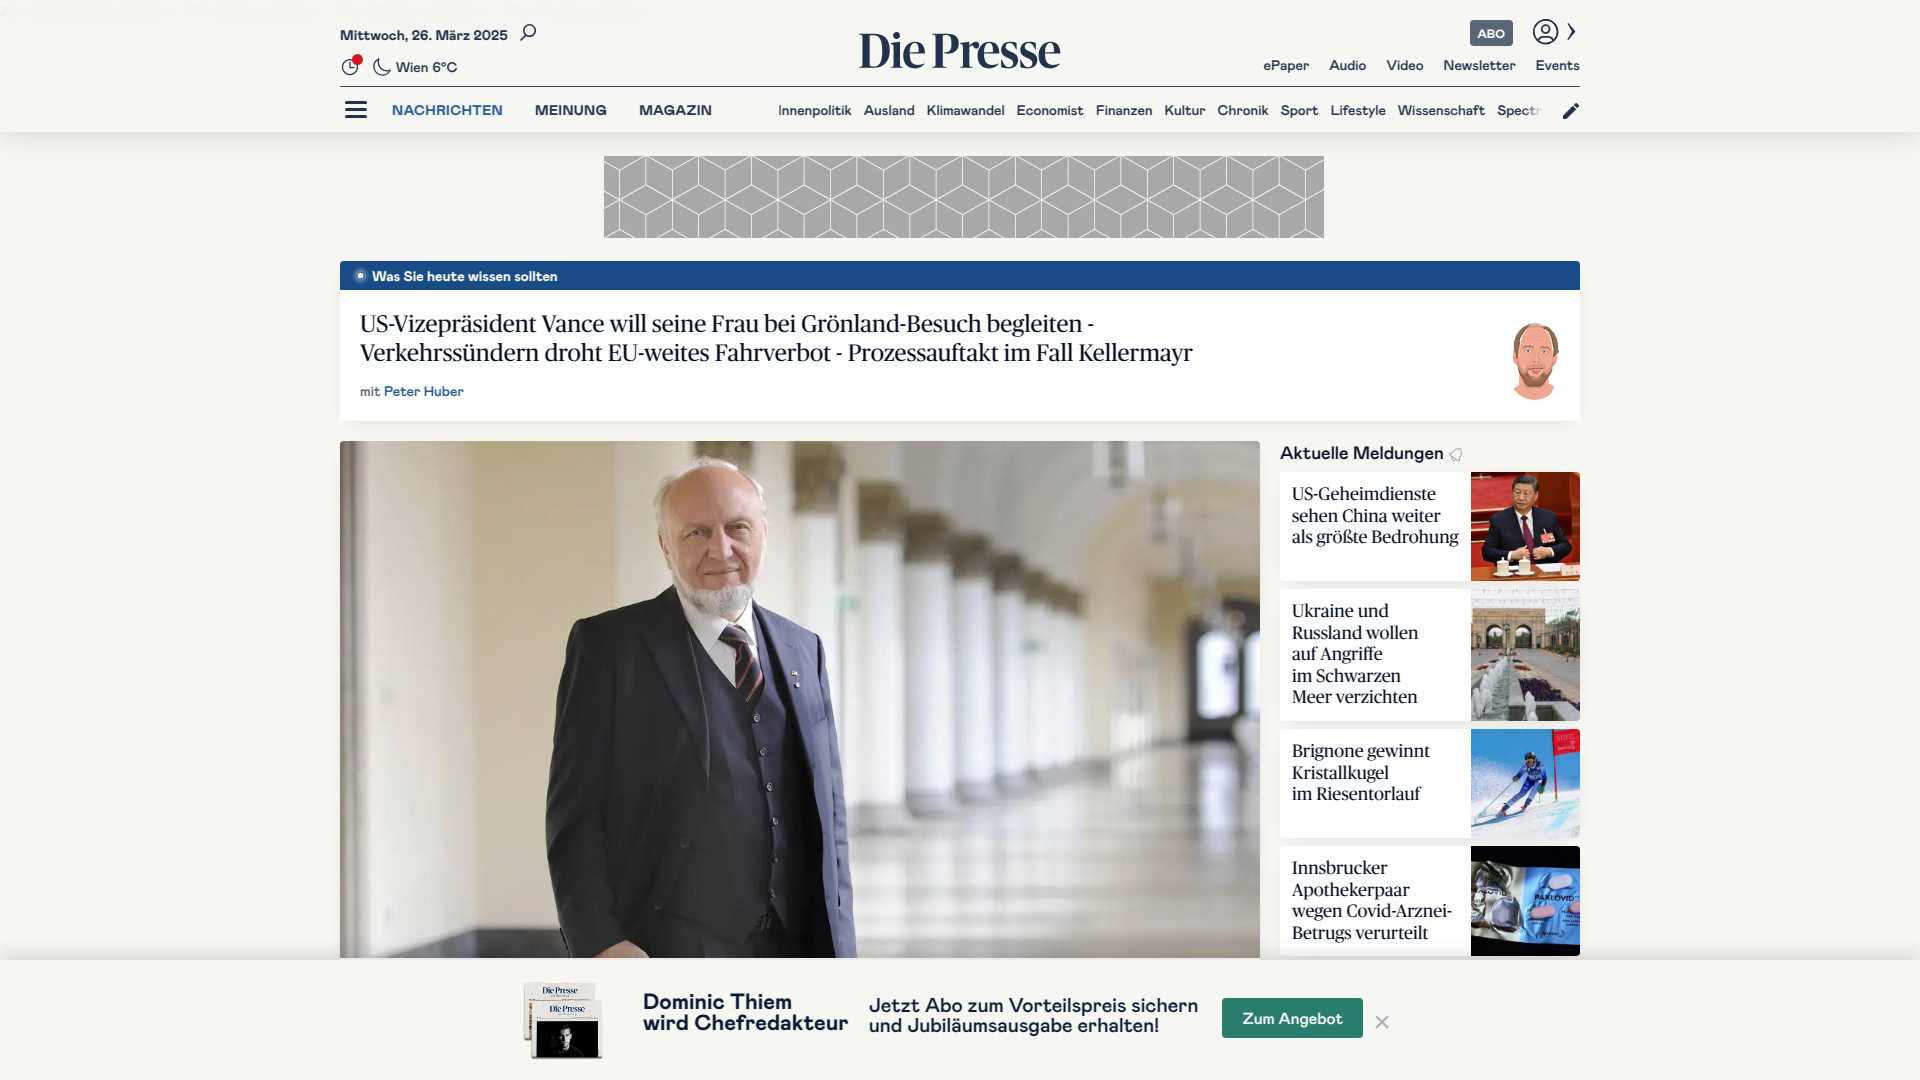 Mittwoch, 26. März 2025
Wien 6°C
Die Presse
ABO
ePaper Audio Video Newsletter Events
NACHRICHTEN MEINUNG MAGAZIN
Innenpolitik Ausland Klimawandel Economist Finanzen Kultur Chronik Sport Lifestyle Wissenschaft Spectr
Was Sie heute wissen sollten
US-Vizepräsident Vance will seine Frau bei Grönland-Besuch begleiten -
Verkehrssündern droht EU-weites Fahrverbot - Prozessauftakt im Fall Kellermayr
mit Peter Huber
Aktuelle Meldungen
US-Geheimdienste
sehen China weiter
als größte Bedrohung
Ukraine und
Russland wollen
auf Angriffe
im Schwarzen
Meer verzichten
Brignone gewinnt
Kristallkugel
im Riesentorlauf
Innsbrucker
Apothekerpaar
wegen Covid-Arznei-
Betrugs verurteilt
PAXLOVID
Die Presse
Die Presse
Dominic Thiem
wird Chefredakteur
Jetzt Abo zum Vorteilspreis sichern
und Jubiläumsausgabe erhalten!
Zum Angebot